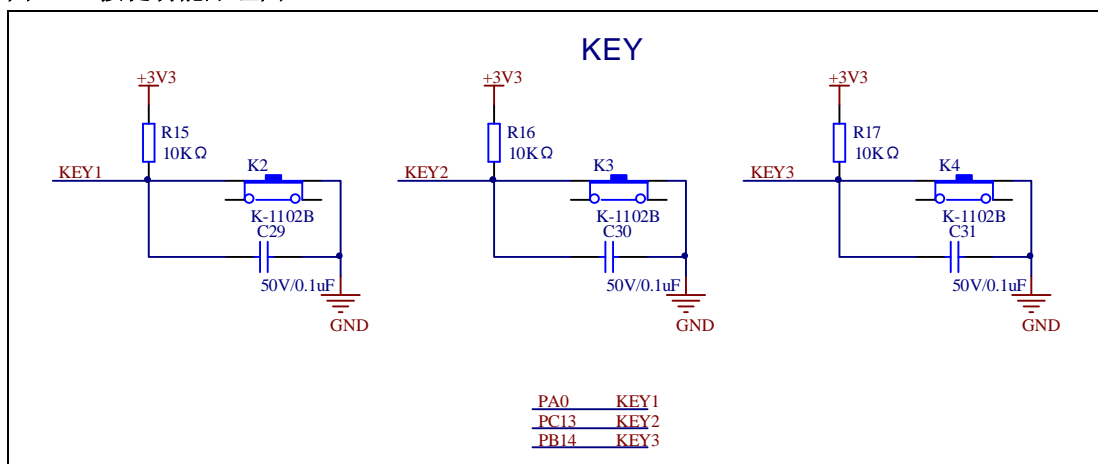 KEY
+3V3
+3V3
+3V3
R15
10KΩ
R16
10KΩ
R17
10KΩ
KEY1
K2
KEY2
K3
KEY3
K4
K-1102B
K-1102B
K-1102B
C29
C30
C31
50V/0.1uF
50V/0.1uF
50V/0.1uF
GND
GND
GND
PA0 KEY1
PC13 KEY2
PB14 KEY3